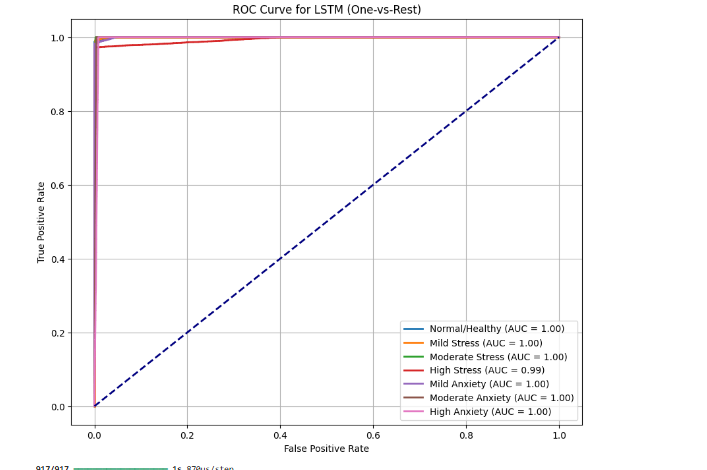 ROC Curve for LSTM (One-vs-Rest)
1.0
0.8
0.6
0.4
0.2
0.0
True Positive Rate
0.0 0.2 0.4 0.6 0.8 1.0
False Positive Rate
Normal/Healthy (AUC = 1.00)
Mild Stress (AUC = 1.00)
Moderate Stress (AUC = 1.00)
High Stress (AUC = 0.99)
Mild Anxiety (AUC = 1.00)
Moderate Anxiety (AUC = 1.00)
High Anxiety (AUC = 1.00)
917/917 1s 870us/step